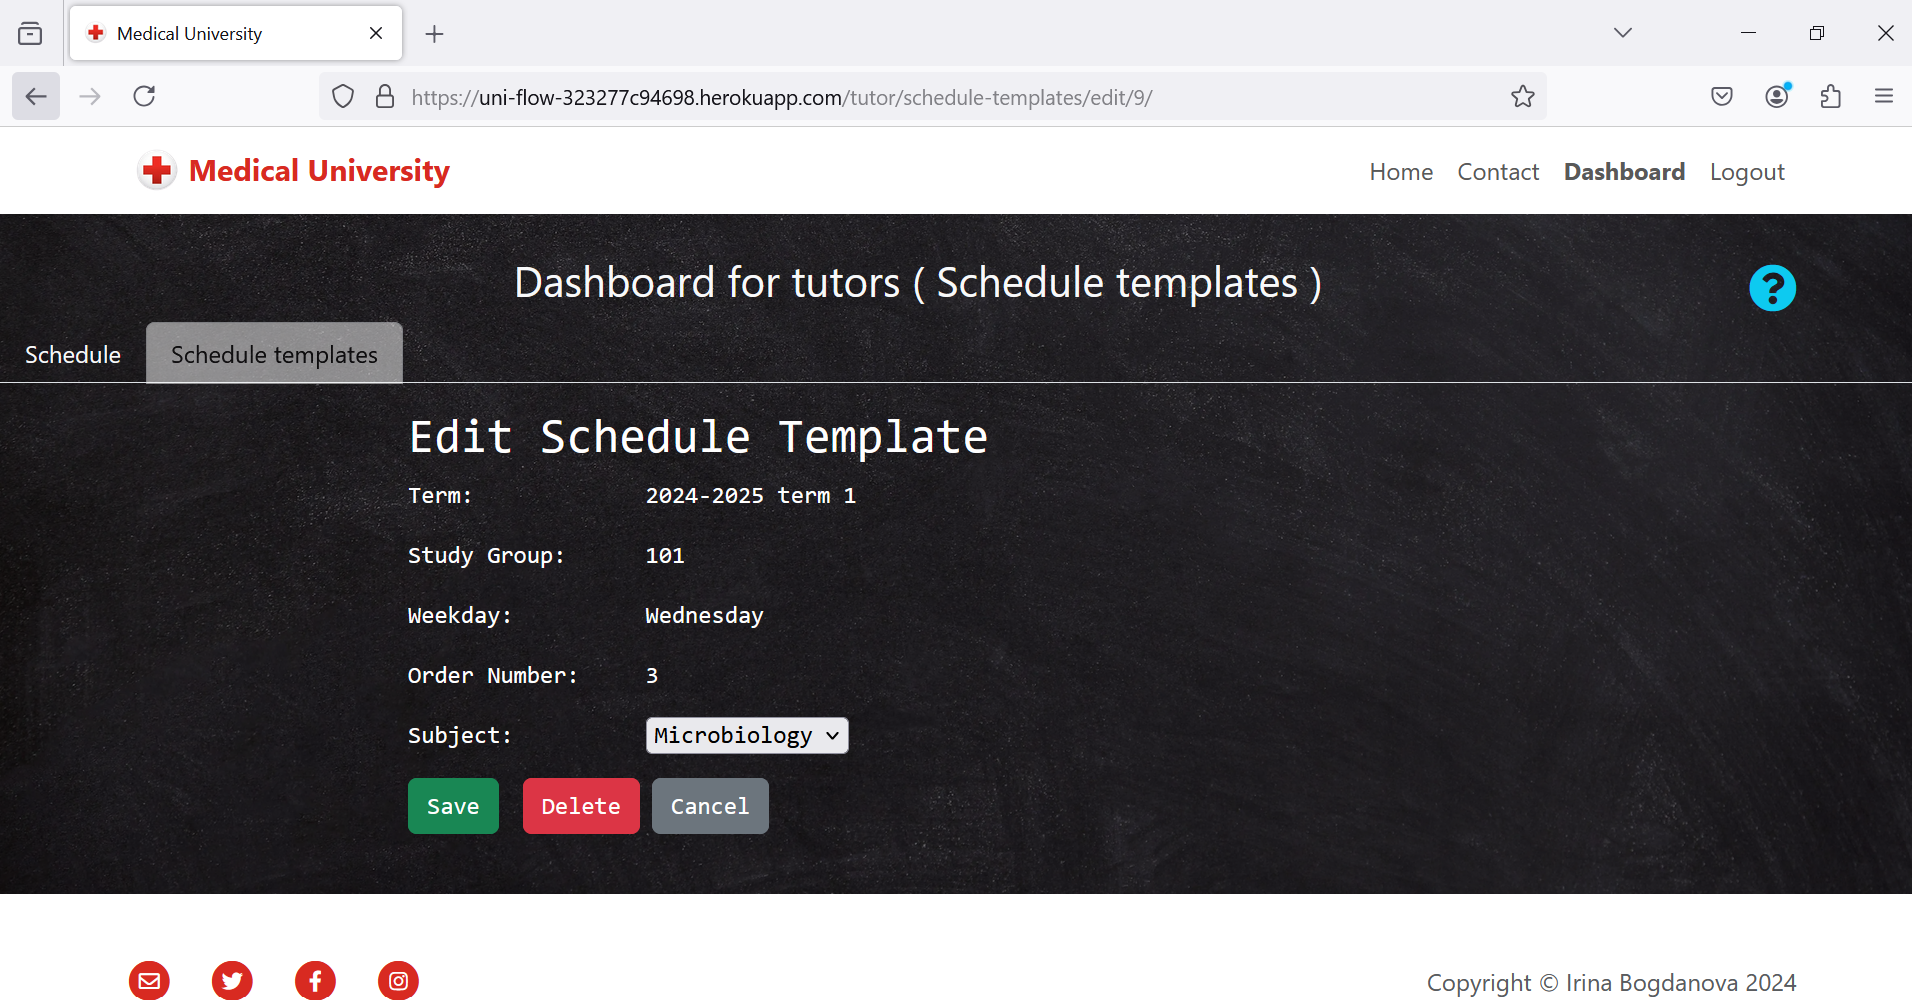 Medical University
https://uni-flow-323277c94698.herokuapp.com/tutor/schedule-templates/edit/9/
Medical University
Home Contact Dashboard Logout
Dashboard for tutors ( Schedule templates )
?
Schedule Schedule templates
Edit Schedule Template
Term: 2024-2025 term 1
Study Group: 101
Weekday: Wednesday
Order Number: 3
Subject: Microbiology
Save Delete Cancel
Copyright © Irina Bogdanova 2024